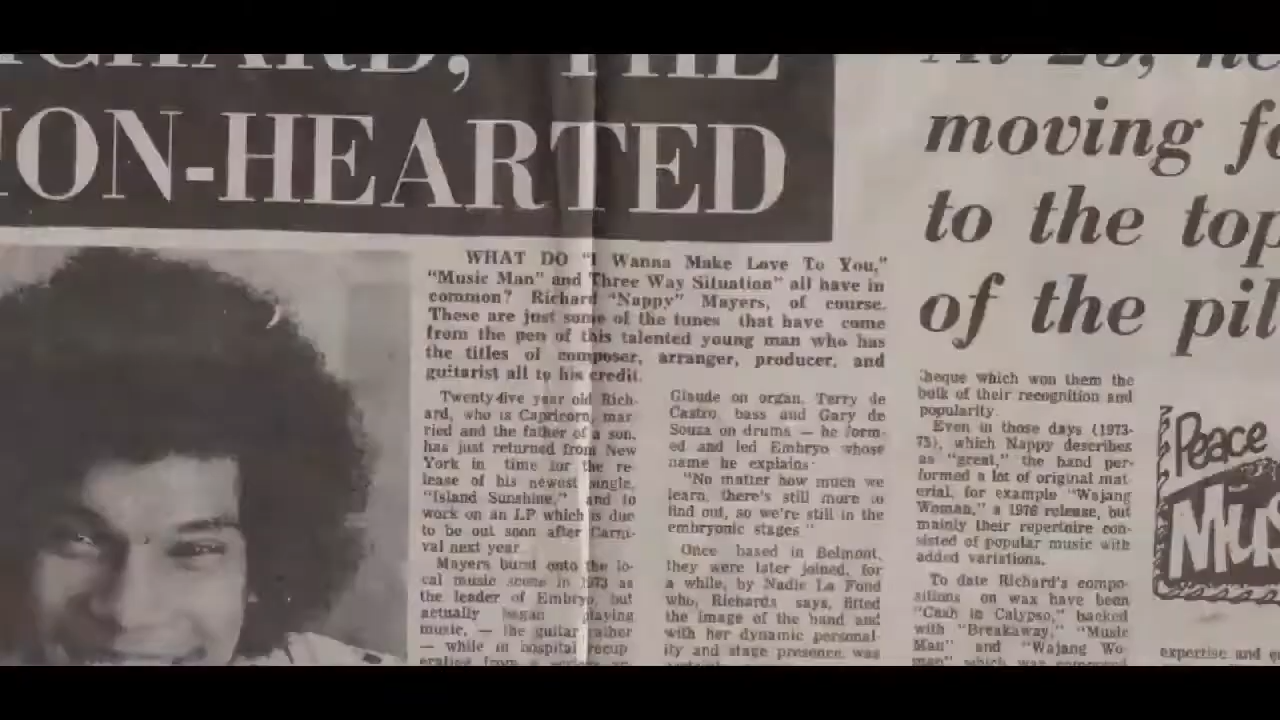 ICHARD, THE
ION-HEARTED
WHAT DO "I Wanna Make Love To You,"
"Music Man" and Three Way Situation" all have in
common? Richard "Nappy" Mayers, of course.
These are just some of the tunes that have come
from the pen of this talented young man who has
the titles of composer, arranger, producer, and
guitarist all to his credit.
Twenty-five year old Rich-
ard, who is Capricorn, mar
ried and the father of a son,
has just returned from New
York in time for the re-
lease of his newest single,
"Island Sunshine," and to
work on an LP which is due
to be out soon after Carni-
val next year
Mayers burst onto the lo-
cal music scene in 1973 as
the leader of Embryo, but
actually began playing
music, — the guitar rather
— while in hospital recup
erating from a
Glaude on organ, Terry de
Castro, bass and Gary de
Souza on drums — he form-
ed and led Embryo whose
name he explains:
"No matter how much we
learn, there's still more to
find out, so we're still in the
embryonic stages "
Once based in Belmont,
they were later joined, for
a while, by Nadie La Fond
who, Richards says, fitted
the image of the band and
with her dynamic personal-
ity and stage presence, was
At 25, he
moving fo
to the top
of the pil
heque which won them the
bulk of their recognition and
popularity.
Even in those days (1973-
75), which Nappy describes
as "great," the band per-
formed a lot of original mat-
erial, for example "Wajang
Woman," a 1976 release, but
mainly their repertoire con-
sisted of popular music with
added variations.
To date Richard's compo-
sitions on wax have been
"Cash in Calypso," backed
with "Breakaway," "Music
Man" and "Wajang Wo-
man" which was composed
Peace
MUS
expertise and